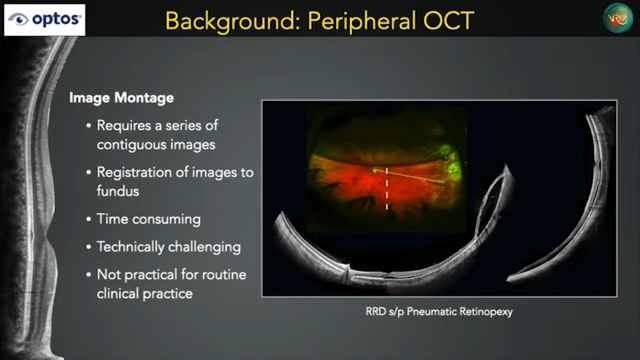 optos®
Background: Peripheral OCT
VRM
Image Montage
• Requires a series of
contiguous images
• Registration of images to
fundus
• Time consuming
• Technically challenging
• Not practical for routine
clinical practice
RRD s/p Pneumatic Retinopexy